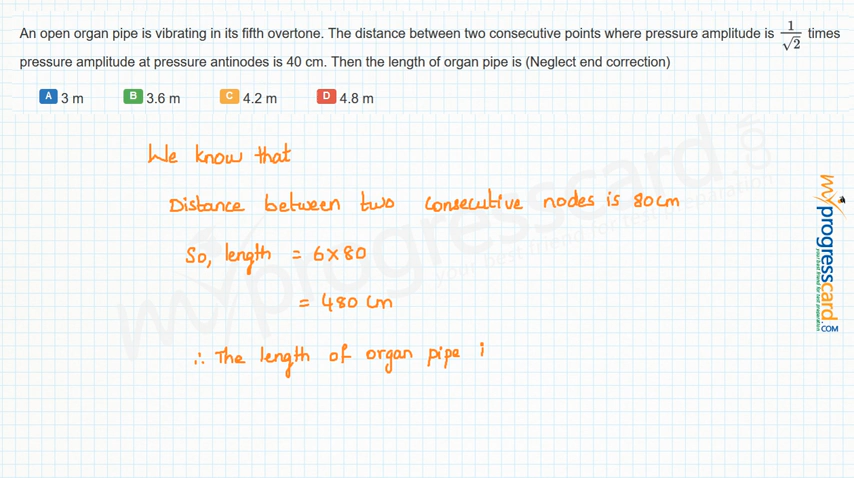 An open organ pipe is vibrating in its fifth overtone. The distance between two consecutive points where pressure amplitude is 1/√2 times
pressure amplitude at pressure antinodes is 40 cm. Then the length of organ pipe is (Neglect end correction)
A 3 m B 3.6 m C 4.2 m D 4.8 m
We know that
Distance between two consecutive nodes is 80cm
So, length = 6×80
= 480 cm
∴ The length of organ pipe i
myprogresscard.COM